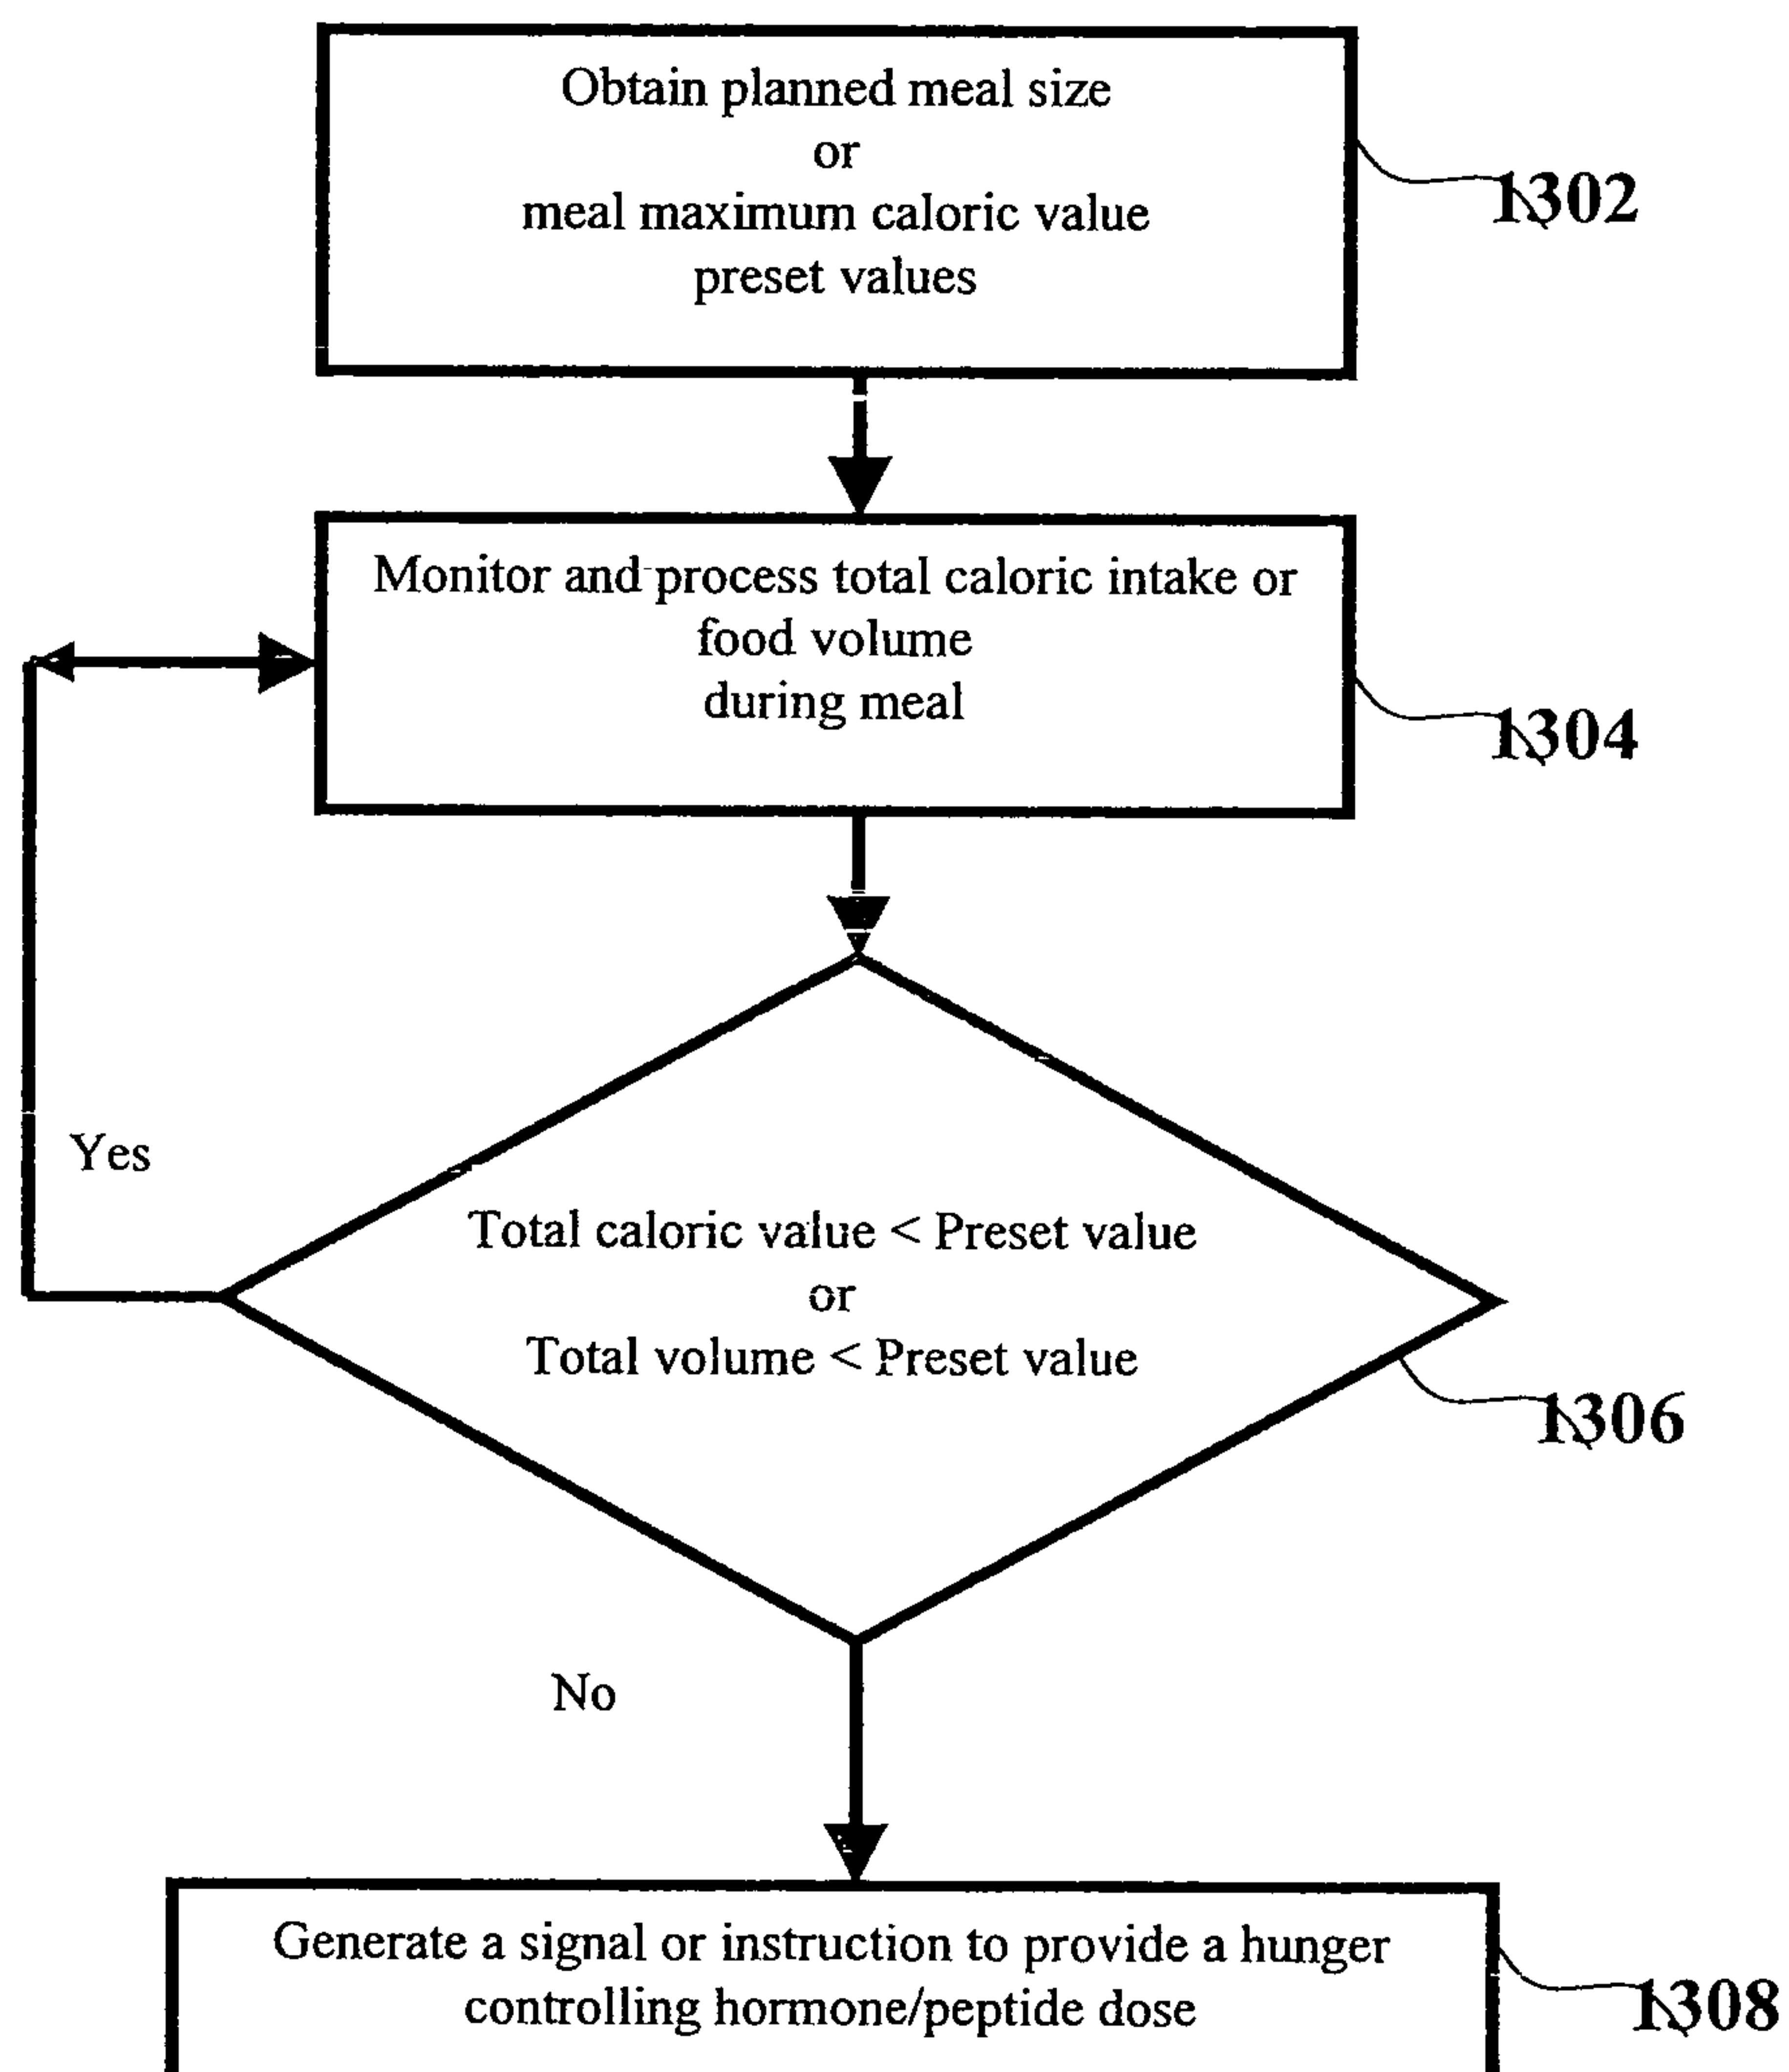 Obtain planned meal size
or
meal maximum caloric value
preset values
1302
Monitor and process total caloric intake or
food volume
during meal
1304
Yes
Total caloric value < Preset value
or
Total volume < Preset value
1306
No
Generate a signal or instruction to provide a hunger
controlling hormone/peptide dose
1308